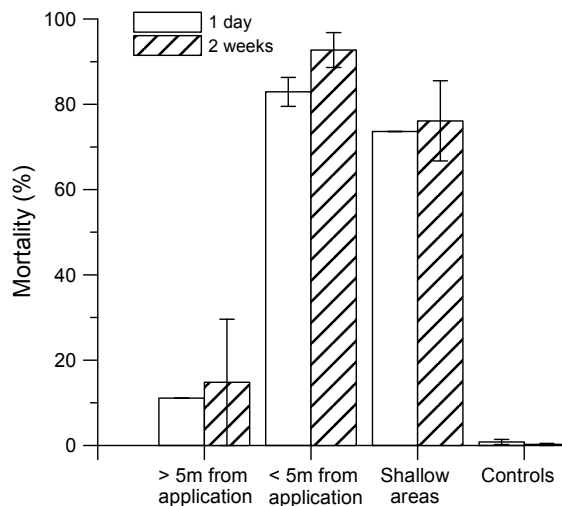 100
80
60
40
20
0
Mortality (%)
1 day
2 weeks
> 5m from
application
< 5m from
application
Shallow
areas
Controls